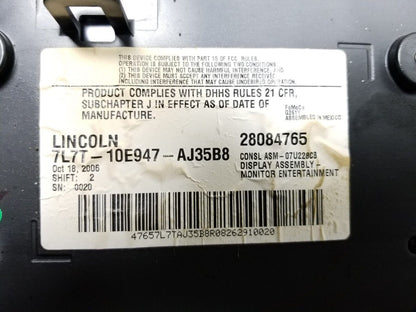 THIS DEVICE COMPLIES WITH PART 15 OF FCC RULES.
OPERATION IS SUBJECT TO THE FOLLOWING TWO CONDITIONS:
(1) THIS DEVICE MAY NOT CAUSE HARMFUL INTERFERENCE, AND
(2) THIS DEVICE MUST ACCEPT ANY INTERFERENCE RECEIVED,
INCLUDING INTERFERENCE THAT MAY CAUSE UNDESIRED OPERATION
PRODUCT COMPLIES WITH DHHS RULES 21 CFR,
SUBCHAPTER J IN EFFECT AS OF DATE OF
MANUFACTURE.
FoMoCo
ASSEMBLED IN MEXICO
LINCOLN
28084765
7L7T-10E947-AJ35B8
CONSL ASM-07U228C8
Oct 18, 2006
DISPLAY ASSEMBLY-
SHIFT: 2
MONITOR ENTERTAINMENT
SN: 0020
47657L7TAJ35B8R08262910020